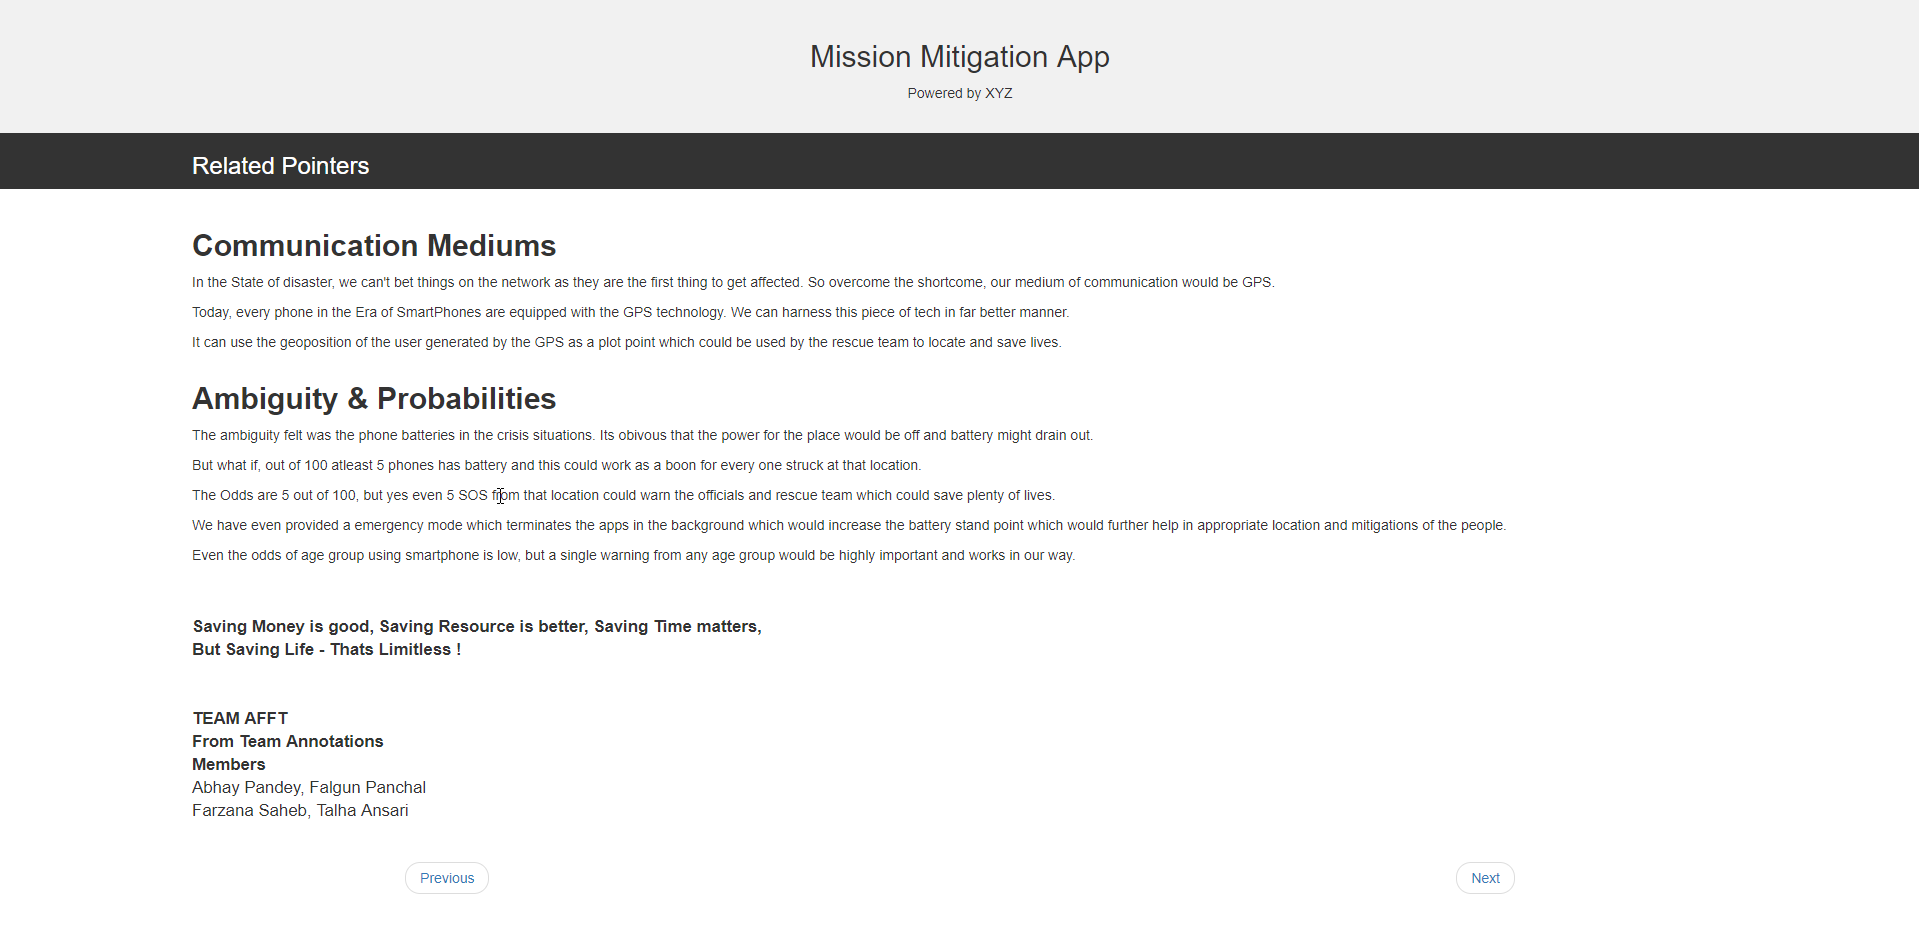 Mission Mitigation App
Powered by XYZ
Related Pointers
Communication Mediums
In the State of disaster, we can't bet things on the network as they are the first thing to get affected. So overcome the shortcome, our medium of communication would be GPS.
Today, every phone in the Era of SmartPhones are equipped with the GPS technology. We can harness this piece of tech in far better manner.
It can use the geoposition of the user generated by the GPS as a plot point which could be used by the rescue team to locate and save lives.
Ambiguity & Probabilities
The ambiguity felt was the phone batteries in the crisis situations. Its obivous that the power for the place would be off and battery might drain out.
But what if, out of 100 atleast 5 phones has battery and this could work as a boon for every one struck at that location.
The Odds are 5 out of 100, but yes even 5 SOS from that location could warn the officials and rescue team which could save plenty of lives.
We have even provided a emergency mode which terminates the apps in the background which would increase the battery stand point which would further help in appropriate location and mitigations of the people.
Even the odds of age group using smartphone is low, but a single warning from any age group would be highly important and works in our way.
Saving Money is good, Saving Resource is better, Saving Time matters,
But Saving Life - Thats Limitless !
TEAM AFFT
From Team Annotations
Members
Abhay Pandey, Falgun Panchal
Farzana Saheb, Talha Ansari
Previous
Next